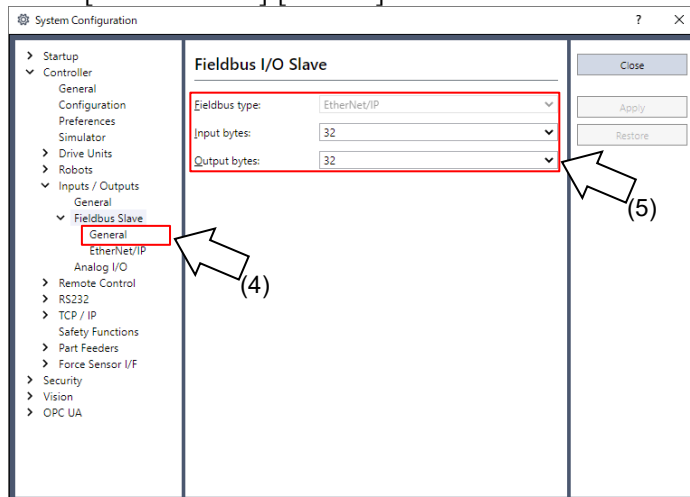 System Configuration
? ×
> Startup
Controller
General
Configuration
Preferences
Simulator
> Drive Units
> Robots
Inputs / Outputs
General
Fieldbus Slave
General
EtherNet/IP
Analog I/O
> Remote Control
> RS232
> TCP / IP
Safety Functions
> Part Feeders
> Force Sensor I/F
> Security
> Vision
> OPC UA
(4)
Fieldbus I/O Slave
Fieldbus type: EtherNet/IP
Input bytes: 32
Output bytes: 32
(5)
Close
Apply
Restore